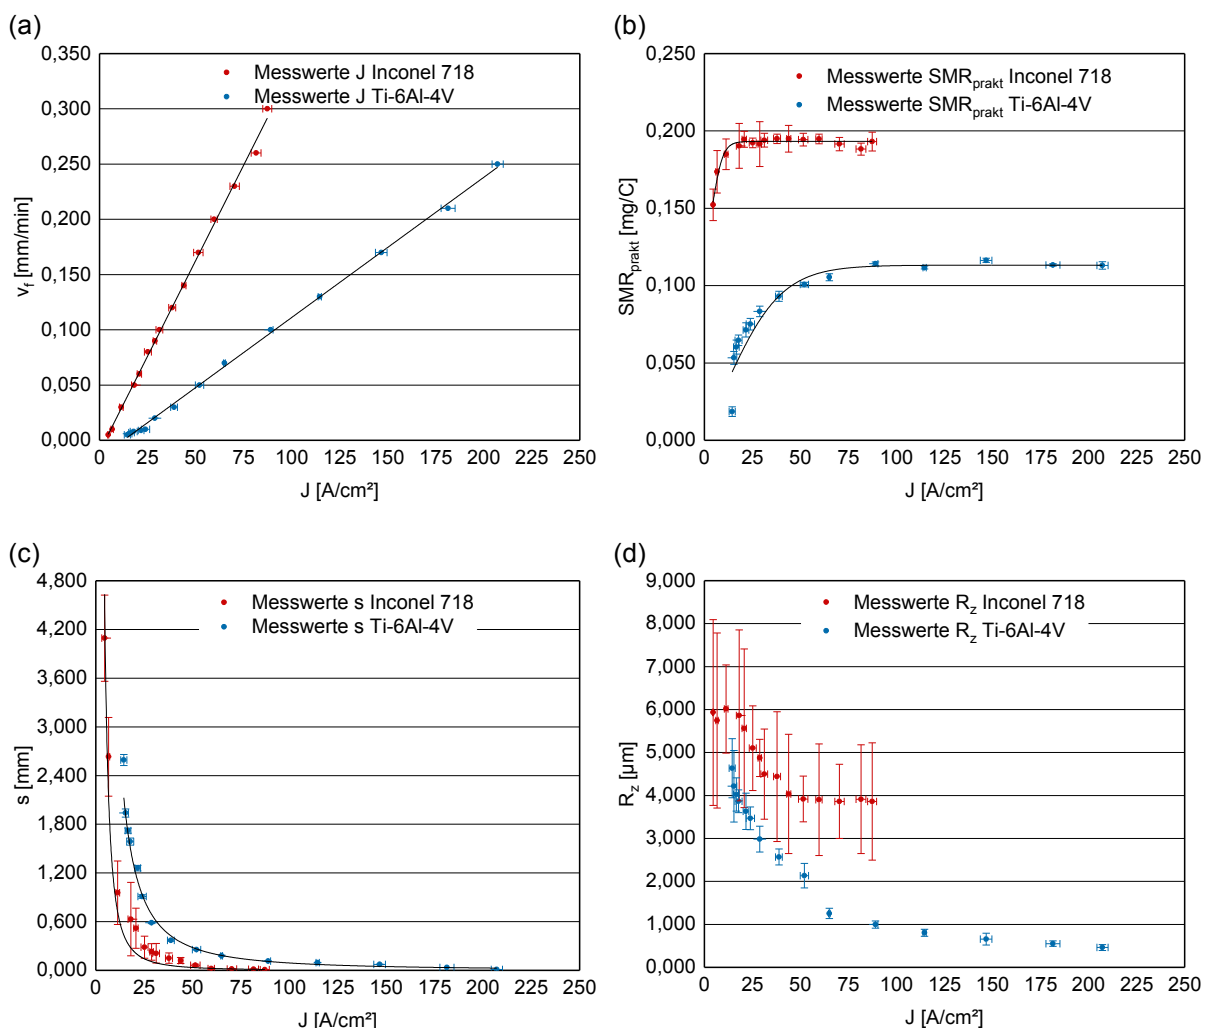 (a)
0,350
0,300
0,250
0,200
0,150
0,100
0,050
0,000
v_f [mm/min]
Messwerte J Inconel 718
Messwerte J Ti-6Al-4V
0 25 50 75 100 125 150 175 200 225 250
J [A/cm²]
(b)
0,250
0,200
0,150
0,100
0,050
0,000
SMR_prakt [mg/C]
Messwerte SMR_prakt Inconel 718
Messwerte SMR_prakt Ti-6Al-4V
0 25 50 75 100 125 150 175 200 225 250
J [A/cm²]
(c)
4,800
4,200
3,600
3,000
2,400
1,800
1,200
0,600
0,000
s [mm]
Messwerte s Inconel 718
Messwerte s Ti-6Al-4V
0 25 50 75 100 125 150 175 200 225 250
J [A/cm²]
(d)
9,000
8,000
7,000
6,000
5,000
4,000
3,000
2,000
1,000
0,000
R_z [µm]
Messwerte R_z Inconel 718
Messwerte R_z Ti-6Al-4V
0 25 50 75 100 125 150 175 200 225 250
J [A/cm²]